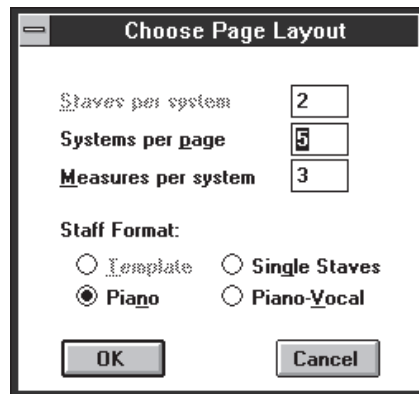 Choose Page Layout
Staves per system 2
Systems per page 5
Measures per system 3
Staff Format:
Template Single Staves
Piano Piano-Vocal
OK Cancel